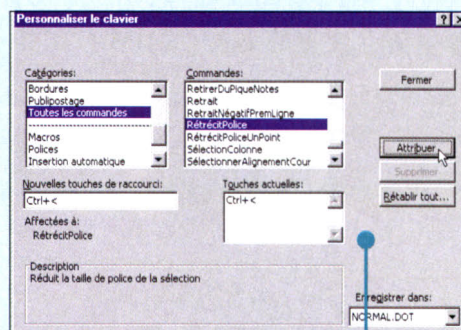 Personnaliser le clavier
Catégories:
Bordures
Publipostage
Toutes les commandes
Macros
Polices
Insertion automatique
Commandes:
RetirerDuPiqueNotes
Retrait
RetraitNégatifPremLigne
RétrécitPolice
RétrécitPoliceUnPoint
SélectionColonne
SélectionnerAlignementCour
Fermer
Attribuer
Supprimer
Rétablir tout...
Nouvelles touches de raccourci:
Ctrl+<
Touches actuelles:
Ctrl+<
Affectées à:
RétrécitPolice
Description
Réduit la taille de police de la sélection
Enregistrer dans:
NORMAL.DOT